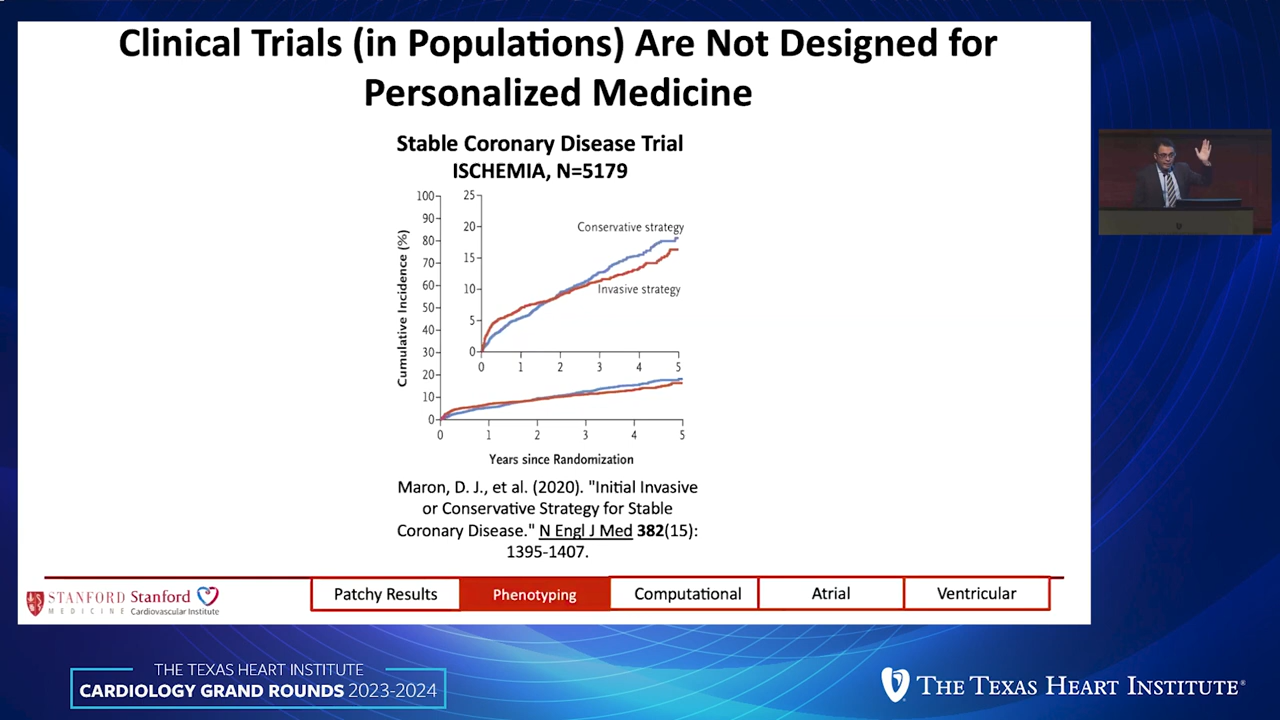 Clinical Trials (in Populations) Are Not Designed for
Personalized Medicine
Stable Coronary Disease Trial
ISCHEMIA, N=5179
Cumulative Incidence (%)
100
90
80
70
60
50
40
30
20
10
0
25
20
15
10
5
0
Conservative strategy
Invasive strategy
0 1 2 3 4 5
0 1 2 3 4 5
Years since Randomization
Maron, D. J., et al. (2020). "Initial Invasive
or Conservative Strategy for Stable
Coronary Disease." N Engl J Med 382(15):
1395-1407.
STANFORD
MEDICINE
Stanford
Cardiovascular Institute
Patchy Results
Phenotyping
Computational
Atrial
Ventricular
THE TEXAS HEART INSTITUTE
CARDIOLOGY GRAND ROUNDS 2023-2024
THE TEXAS HEART INSTITUTE®